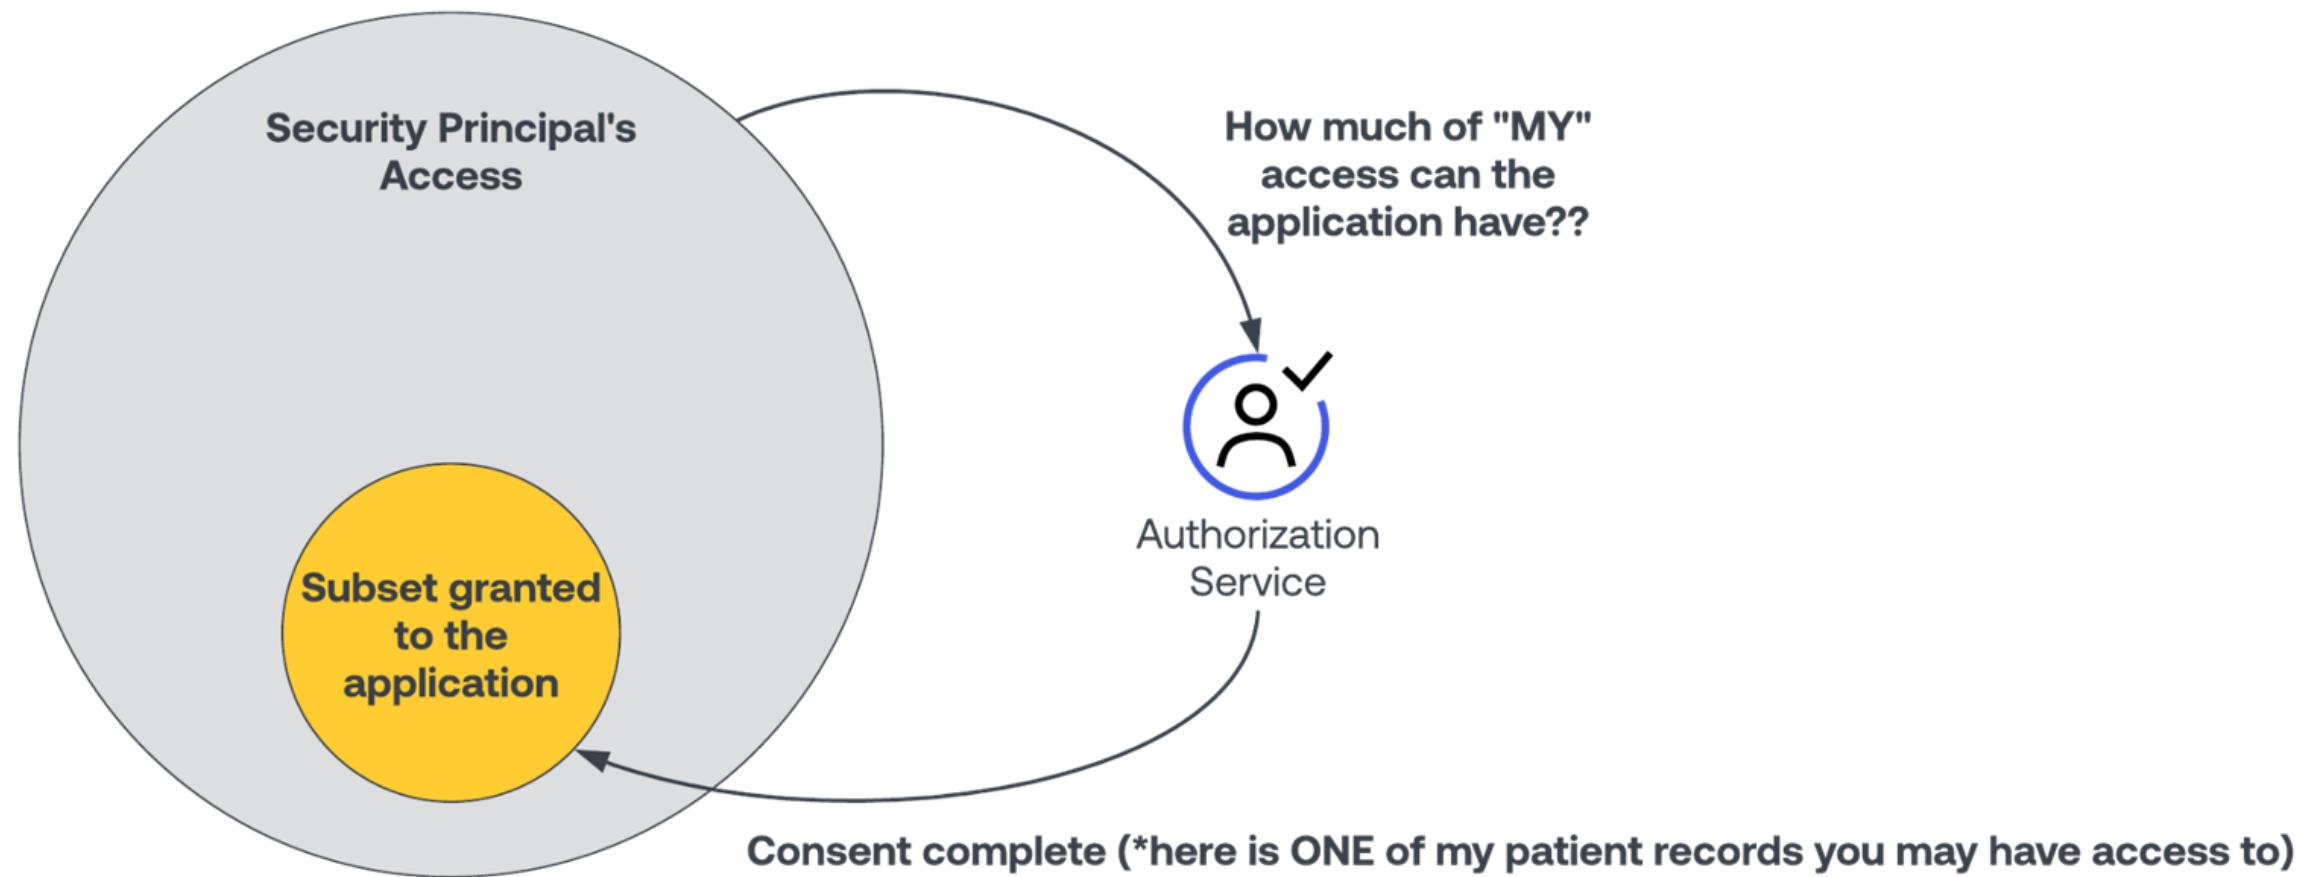 Security Principal's
Access
How much of "MY"
access can the
application have??
Authorization
Service
Subset granted
to the
application
Consent complete (*here is ONE of my patient records you may have access to)